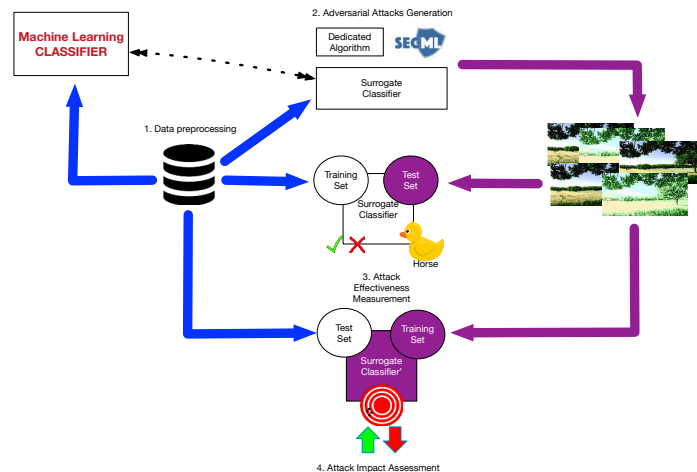 2. Adversarial Attacks Generation
Machine Learning
CLASSIFIER
Dedicated
Algorithm
SECML
Surrogate
Classifier
1. Data preprocessing
Training
Set
Test
Set
Surrogate
Classifier
Horse
3. Attack
Effectiveness
Measurement
Test
Set
Training
Set
Surrogate
Classifier'
4. Attack Impact Assessment